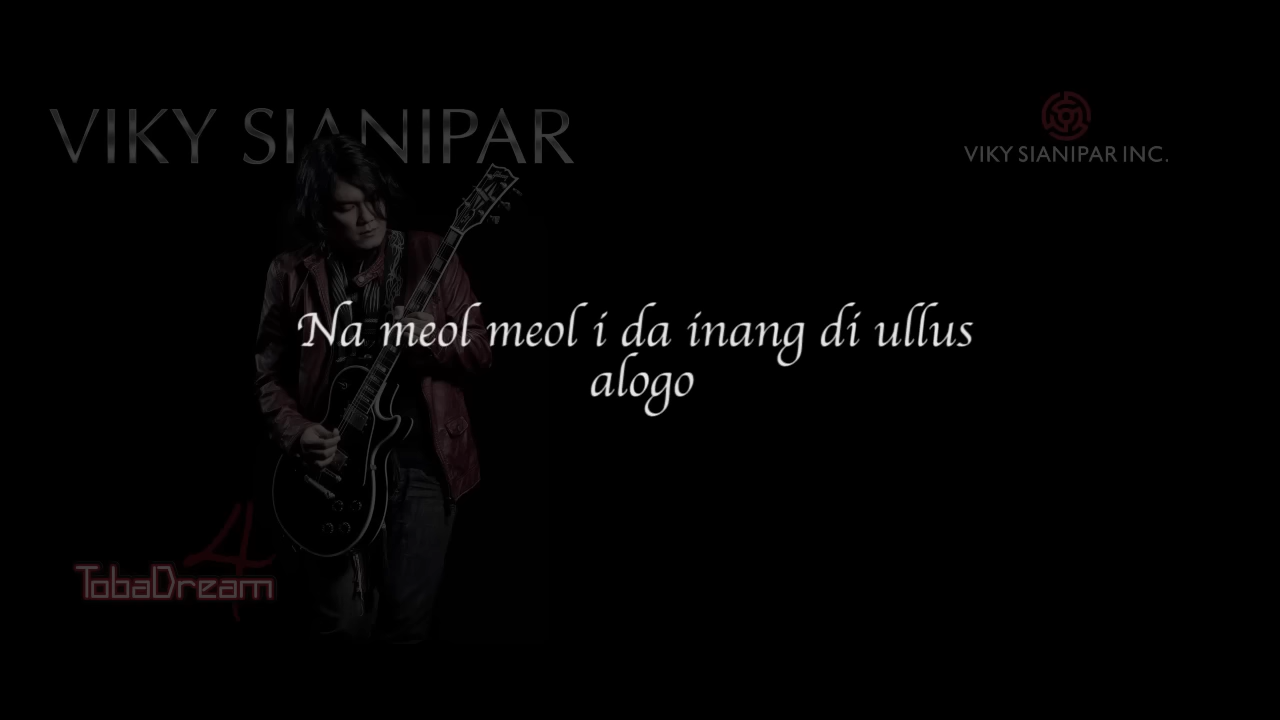 VIKY SIANIPAR
VIKY SIANIPAR INC.
Na meol meol i da inang di ullus
alogo
4
TobaDream